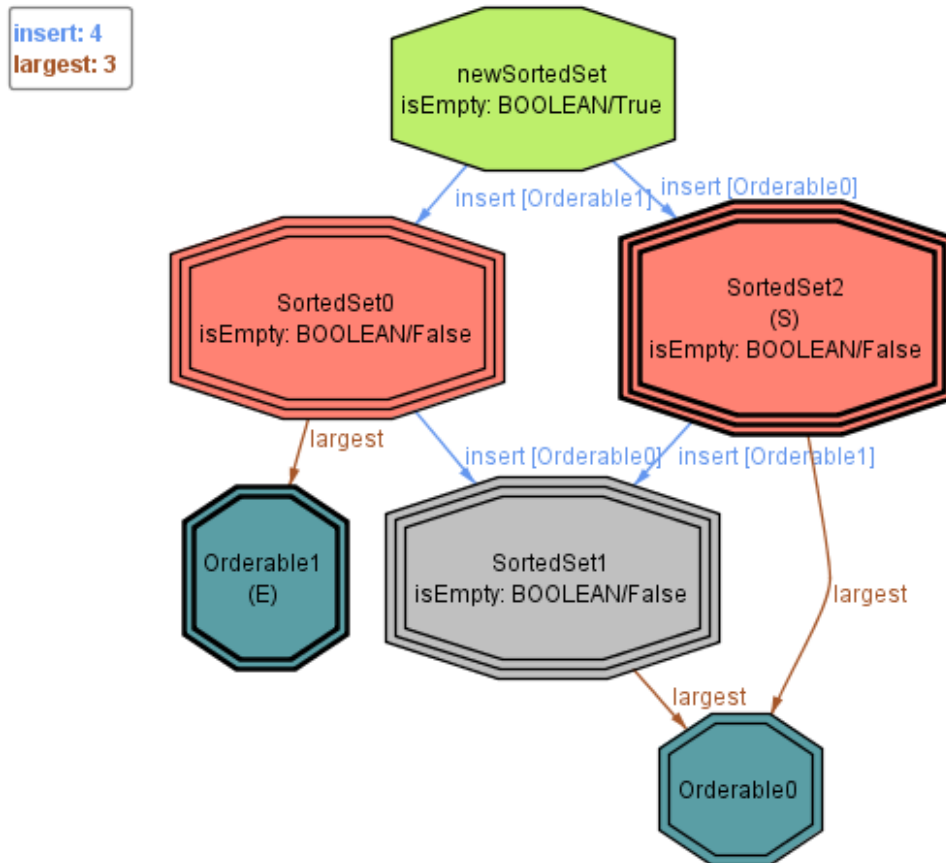 insert: 4
largest: 3
newSortedSet
isEmpty: BOOLEAN/True
insert [Orderable1]
insert [Orderable0]
SortedSet0
isEmpty: BOOLEAN/False
SortedSet2
(S)
isEmpty: BOOLEAN/False
largest
insert [Orderable0]
insert [Orderable1]
Orderable1
(E)
SortedSet1
isEmpty: BOOLEAN/False
largest
largest
Orderable0